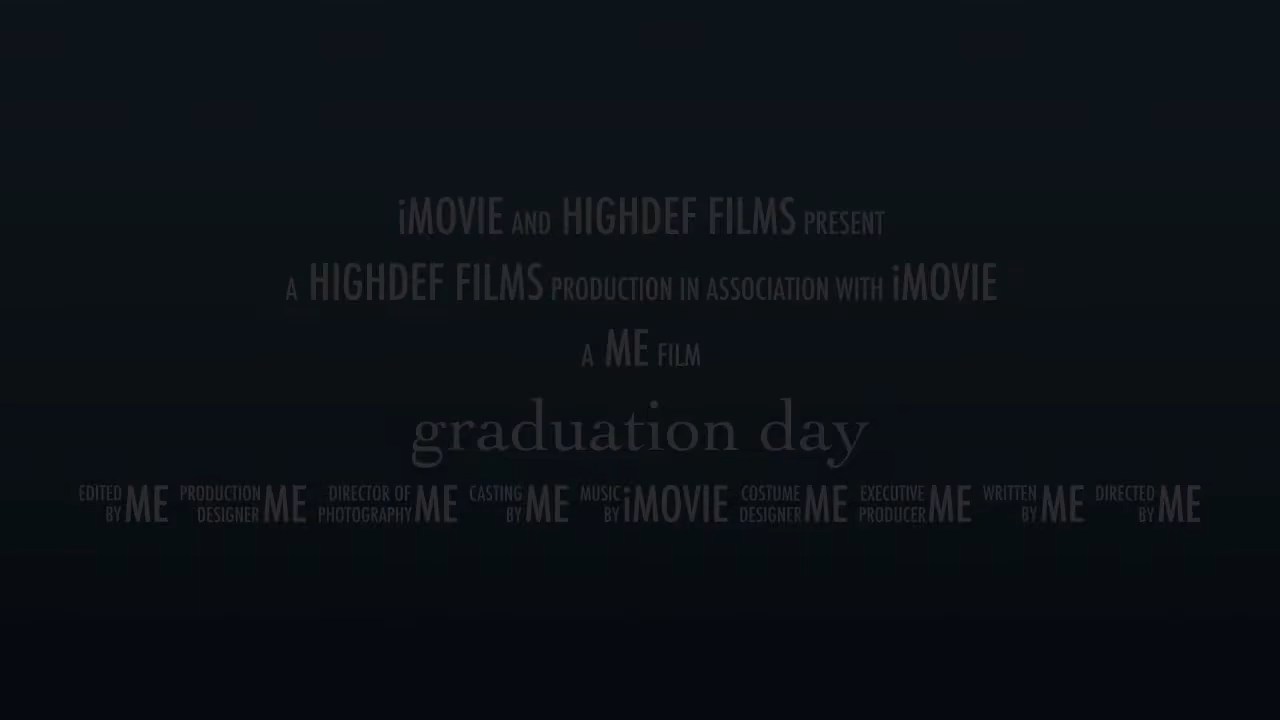 iMOVIE AND HIGHDEF FILMS PRESENT
A HIGHDEF FILMS PRODUCTION IN ASSOCIATION WITH iMOVIE
A ME FILM
graduation day
EDITED BY ME PRODUCTION DESIGNER ME DIRECTOR OF PHOTOGRAPHY ME CASTING BY ME MUSIC BY iMOVIE COSTUME DESIGNER ME EXECUTIVE PRODUCER ME WRITTEN BY ME DIRECTED BY ME